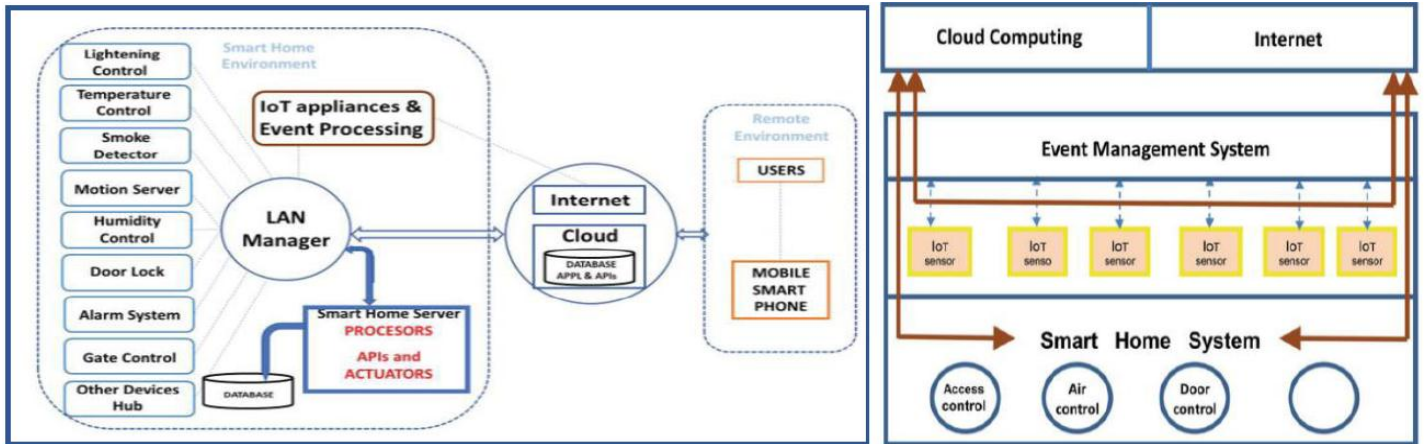 Smart Home
Environment
Lightening
Control
Temperature
Control
Smoke
Detector
Motion Server
Humidity
Control
Door Lock
Alarm System
Gate Control
Other Devices
Hub
IoT appliances &
Event Processing
LAN
Manager
Smart Home Server
PROCESORS
APIs and
ACTUATORS
DATABASE
Internet
Cloud
DATABASE
APPL & APIs
Remote
Environment
USERS
MOBILE
SMART
PHONE
Cloud Computing
Internet
Event Management System
IoT
sensor
IoT
senso
IoT
sensor
IoT
sensor
IoT
sensor
IoT
sensor
Smart Home System
Access
control
Air
control
Door
control